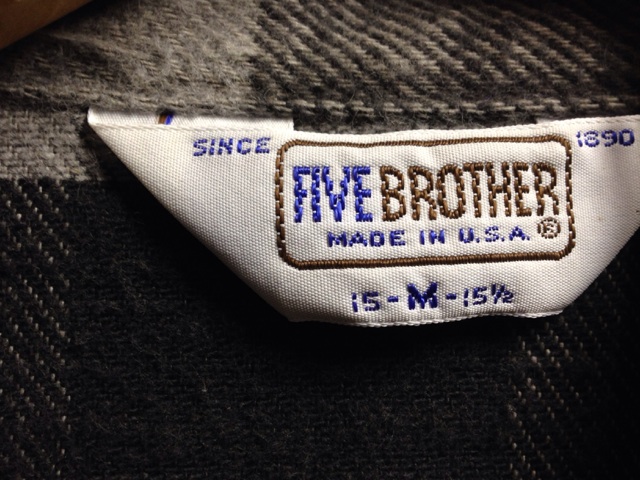 SINCE 1890
FIVE BROTHER
MADE IN U.S.A. ®
15-M-15½